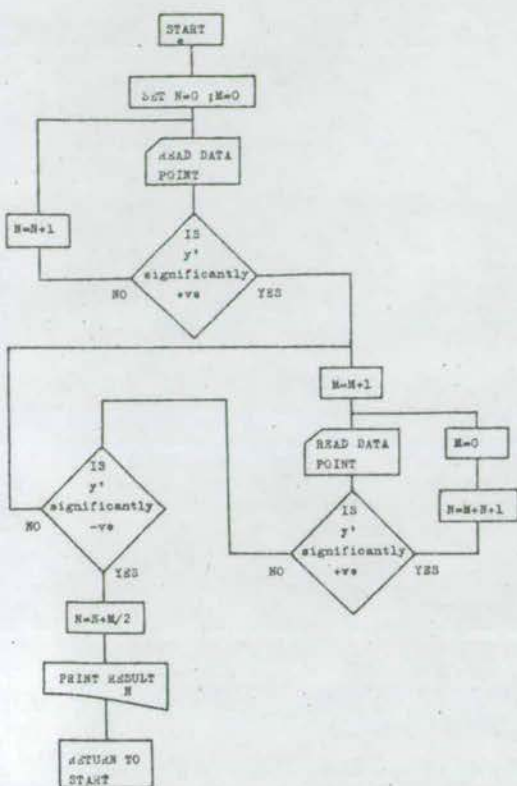 START
SET N=0 ;M=0
READ DATA
POINT
N=N+1
IS
y'
significantly
+ve
NO
YES
M=M+1
READ DATA
POINT
M=0
N=M+N+1
IS
y'
significantly
+ve
NO
YES
IS
y'
significantly
-ve
NO
YES
N=N+M/2
PRINT RESULT
N
RETURN TO
START